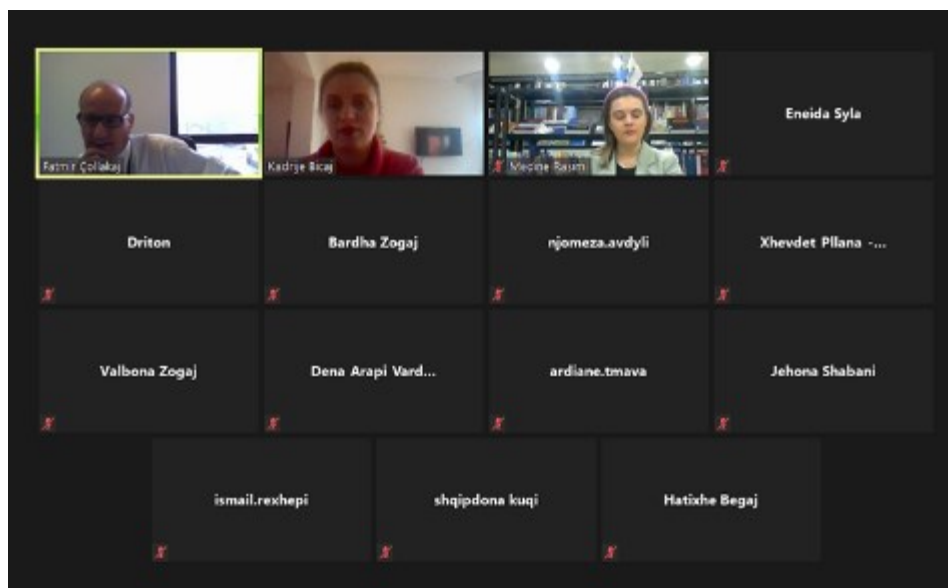 Fatmir Çollakaj
Kadrije Bicaj
Medine Rasimi
Eneida Syla
Driton
Bardha Zogaj
njomeza.avdyli
Xhevdet Pllana -...
Valbona Zogaj
Dena Arapi Vard...
ardiane.tmava
Jehona Shabani
ismail.rexhepi
shqipdona kuqi
Hatixhe Begaj